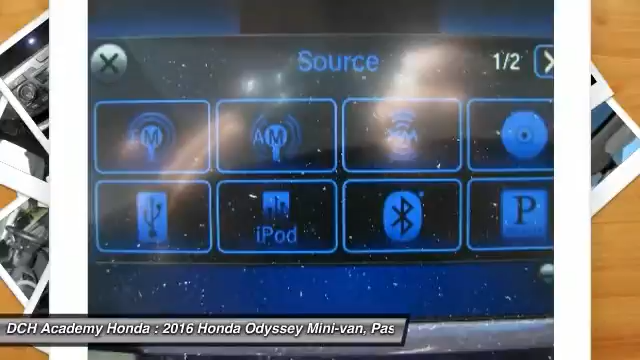 Source
1/2
FM
AM
iPod
P
DCH Academy Honda : 2016 Honda Odyssey Mini-van, Pas